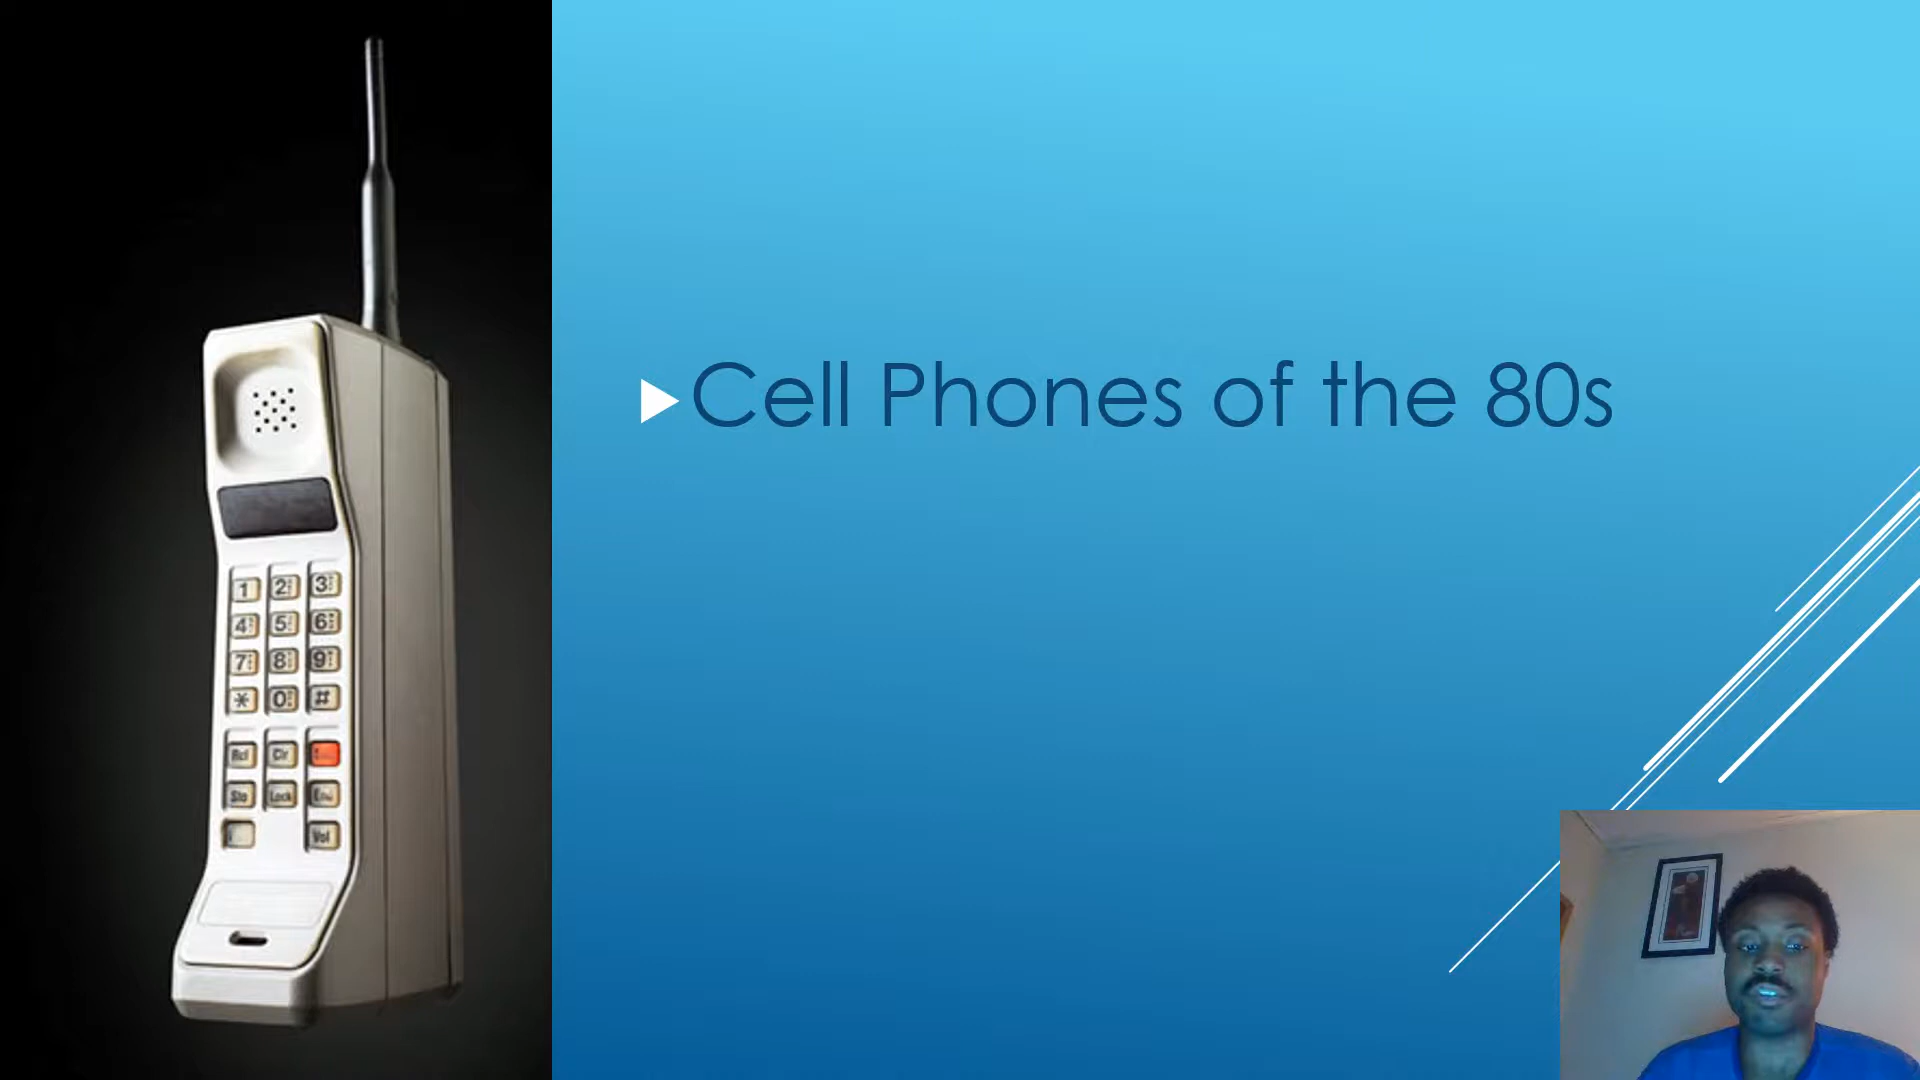 Cell Phones of the 80s
1 2 3
4 5 6
7 8 9
* 0 #
Rcl Clr
Sto Lock End
Vol